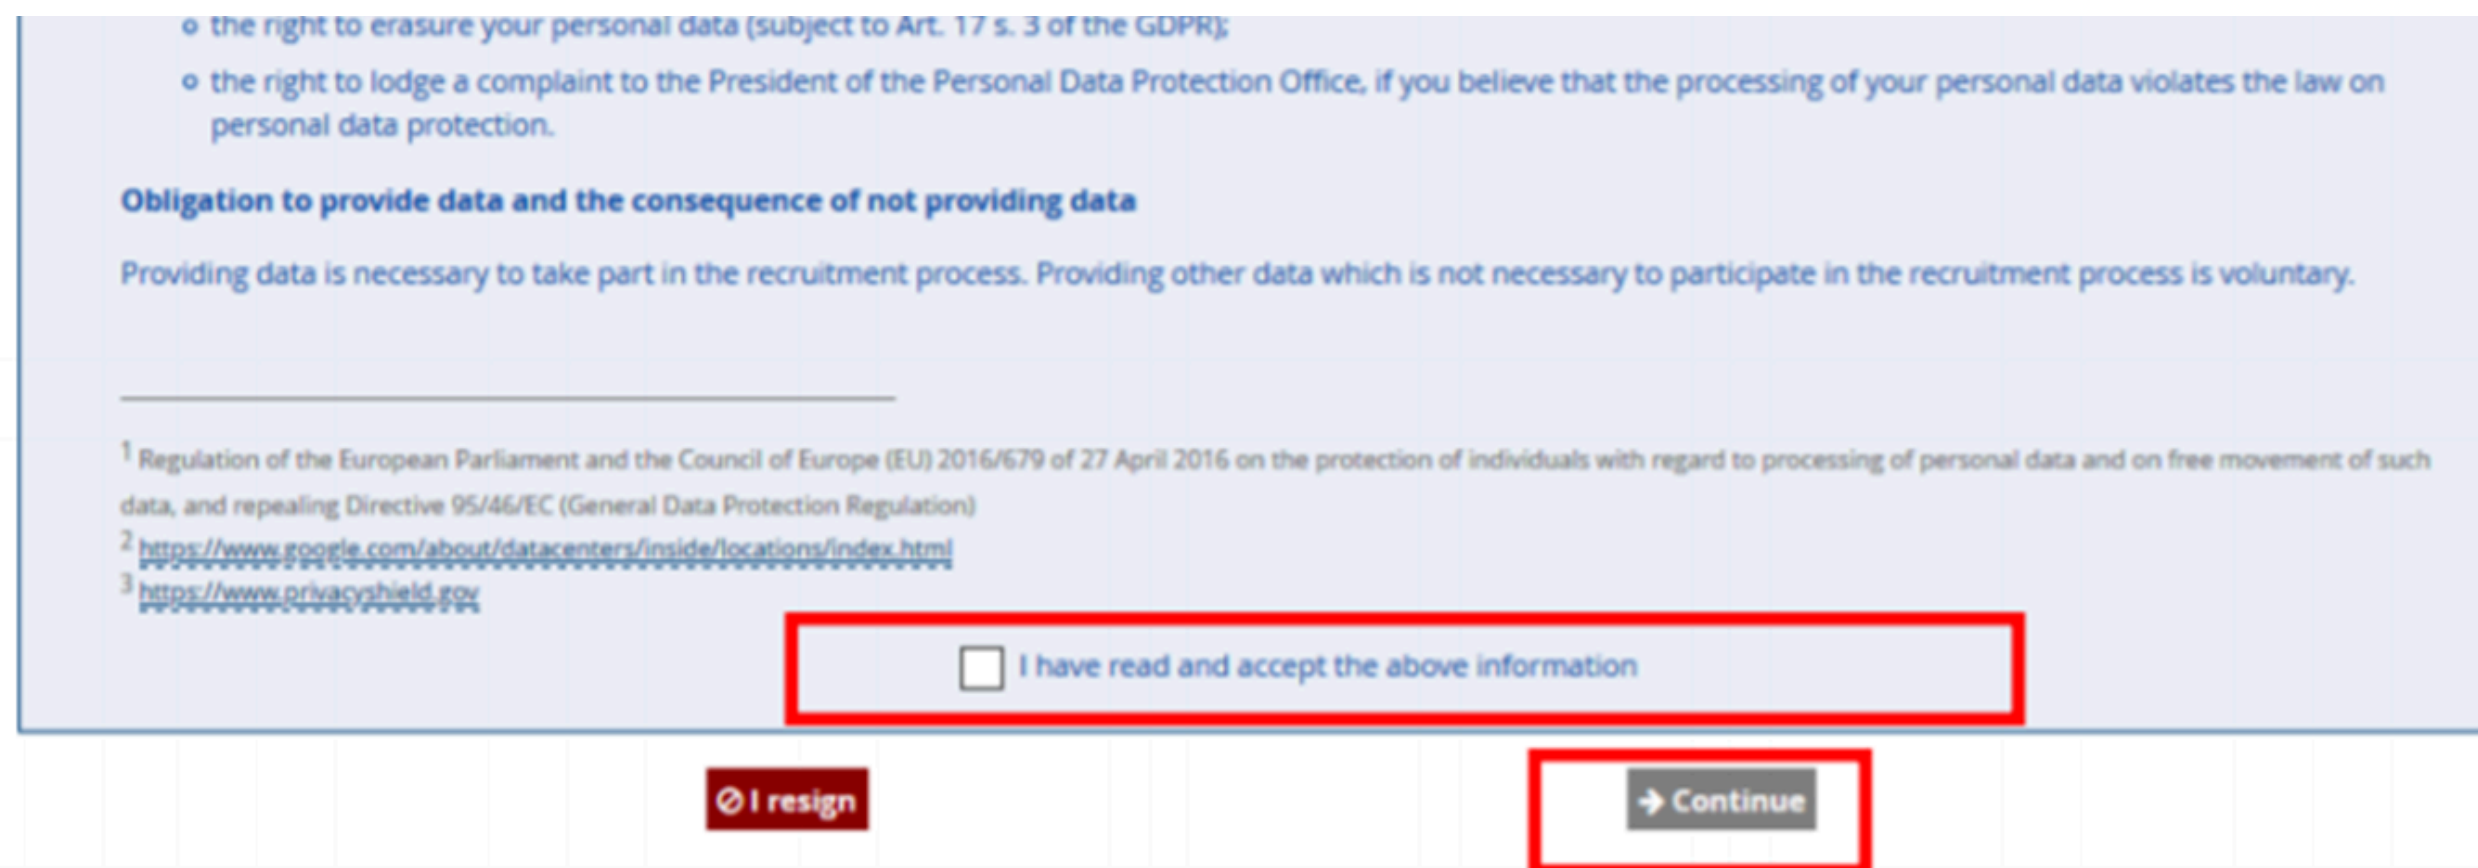 the right to erasure your personal data (subject to Art. 17 s. 3 of the GDPR);
the right to lodge a complaint to the President of the Personal Data Protection Office, if you believe that the processing of your personal data violates the law on
personal data protection.
Obligation to provide data and the consequence of not providing data
Providing data is necessary to take part in the recruitment process. Providing other data which is not necessary to participate in the recruitment process is voluntary.
1 Regulation of the European Parliament and the Council of Europe (EU) 2016/679 of 27 April 2016 on the protection of individuals with regard to processing of personal data and on free movement of such
data, and repealing Directive 95/46/EC (General Data Protection Regulation)
2 https://www.google.com/about/datacenters/inside/locations/index.html
3 https://www.privacyshield.gov
I have read and accept the above information
I resign
Continue